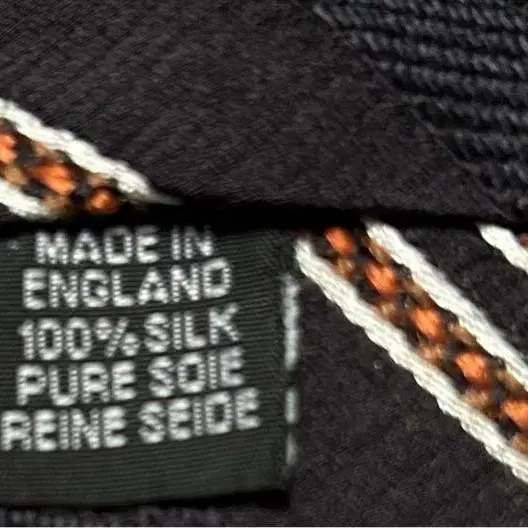 MADE IN
ENGLAND
100% SILK
PURE SOIE
REINE SEIDE